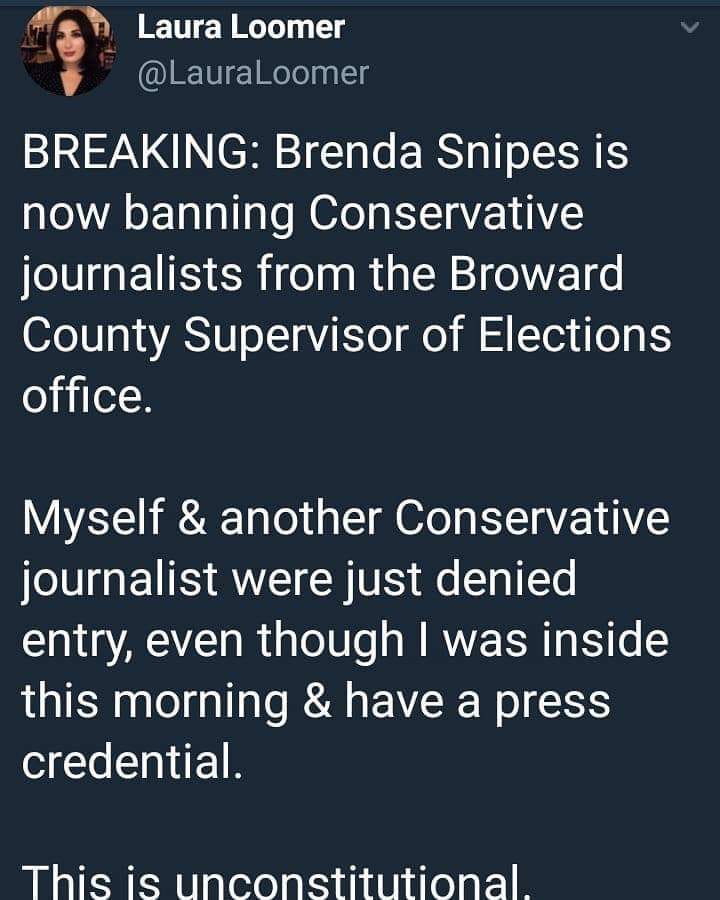 Laura Loomer
@LauraLoomer
BREAKING: Brenda Snipes is
now banning Conservative
journalists from the Broward
County Supervisor of Elections
office.
Myself & another Conservative
journalist were just denied
entry, even though I was inside
this morning & have a press
credential.
This is unconstitutional.